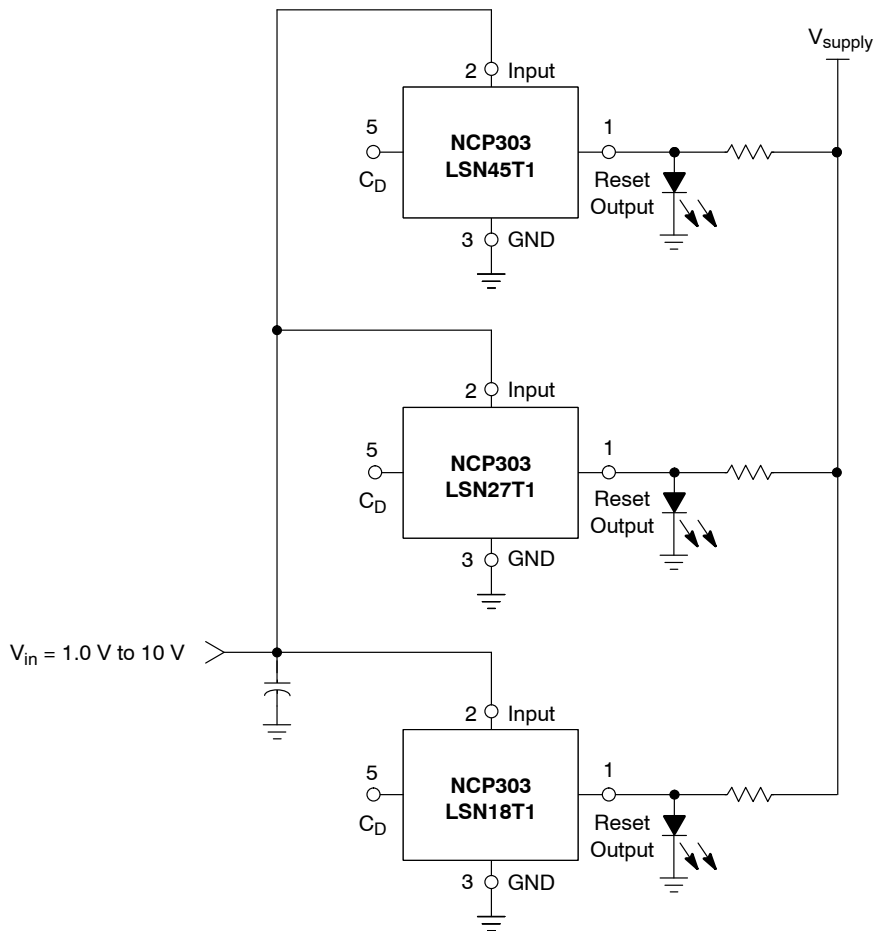 V_supply
2 Input
5
C_D
NCP303
LSN45T1
1
Reset
Output
3 GND
2 Input
5
C_D
NCP303
LSN27T1
1
Reset
Output
3 GND
V_in = 1.0 V to 10 V
2 Input
5
C_D
NCP303
LSN18T1
1
Reset
Output
3 GND